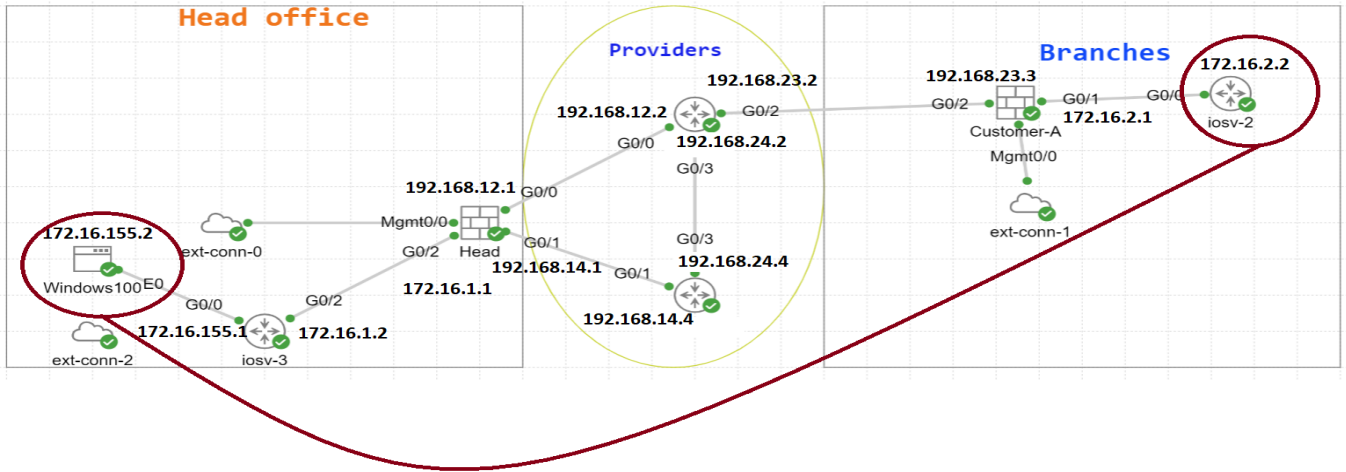 Head office
Providers
Branches
192.168.23.2
192.168.23.3
172.16.2.2
192.168.12.2
G0/2
G0/2
G0/1
G0/0
172.16.2.1
Customer-A
iosv-2
G0/0
192.168.24.2
Mgmt0/0
G0/3
192.168.12.1
G0/0
Mgmt0/0
ext-conn-1
172.16.155.2
ext-conn-0
G0/2
Head
G0/1
G0/3
192.168.14.1
G0/1
192.168.24.4
Windows100
E0
172.16.1.1
G0/0
G0/2
192.168.14.4
172.16.155.1
172.16.1.2
ext-conn-2
iosv-3